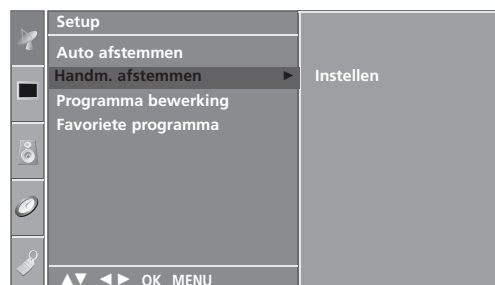 Setup
Auto afstemmen
Handm. afstemmen ► Instellen
Programma bewerking
Favoriete programma
▲▼ ◄► OK MENU